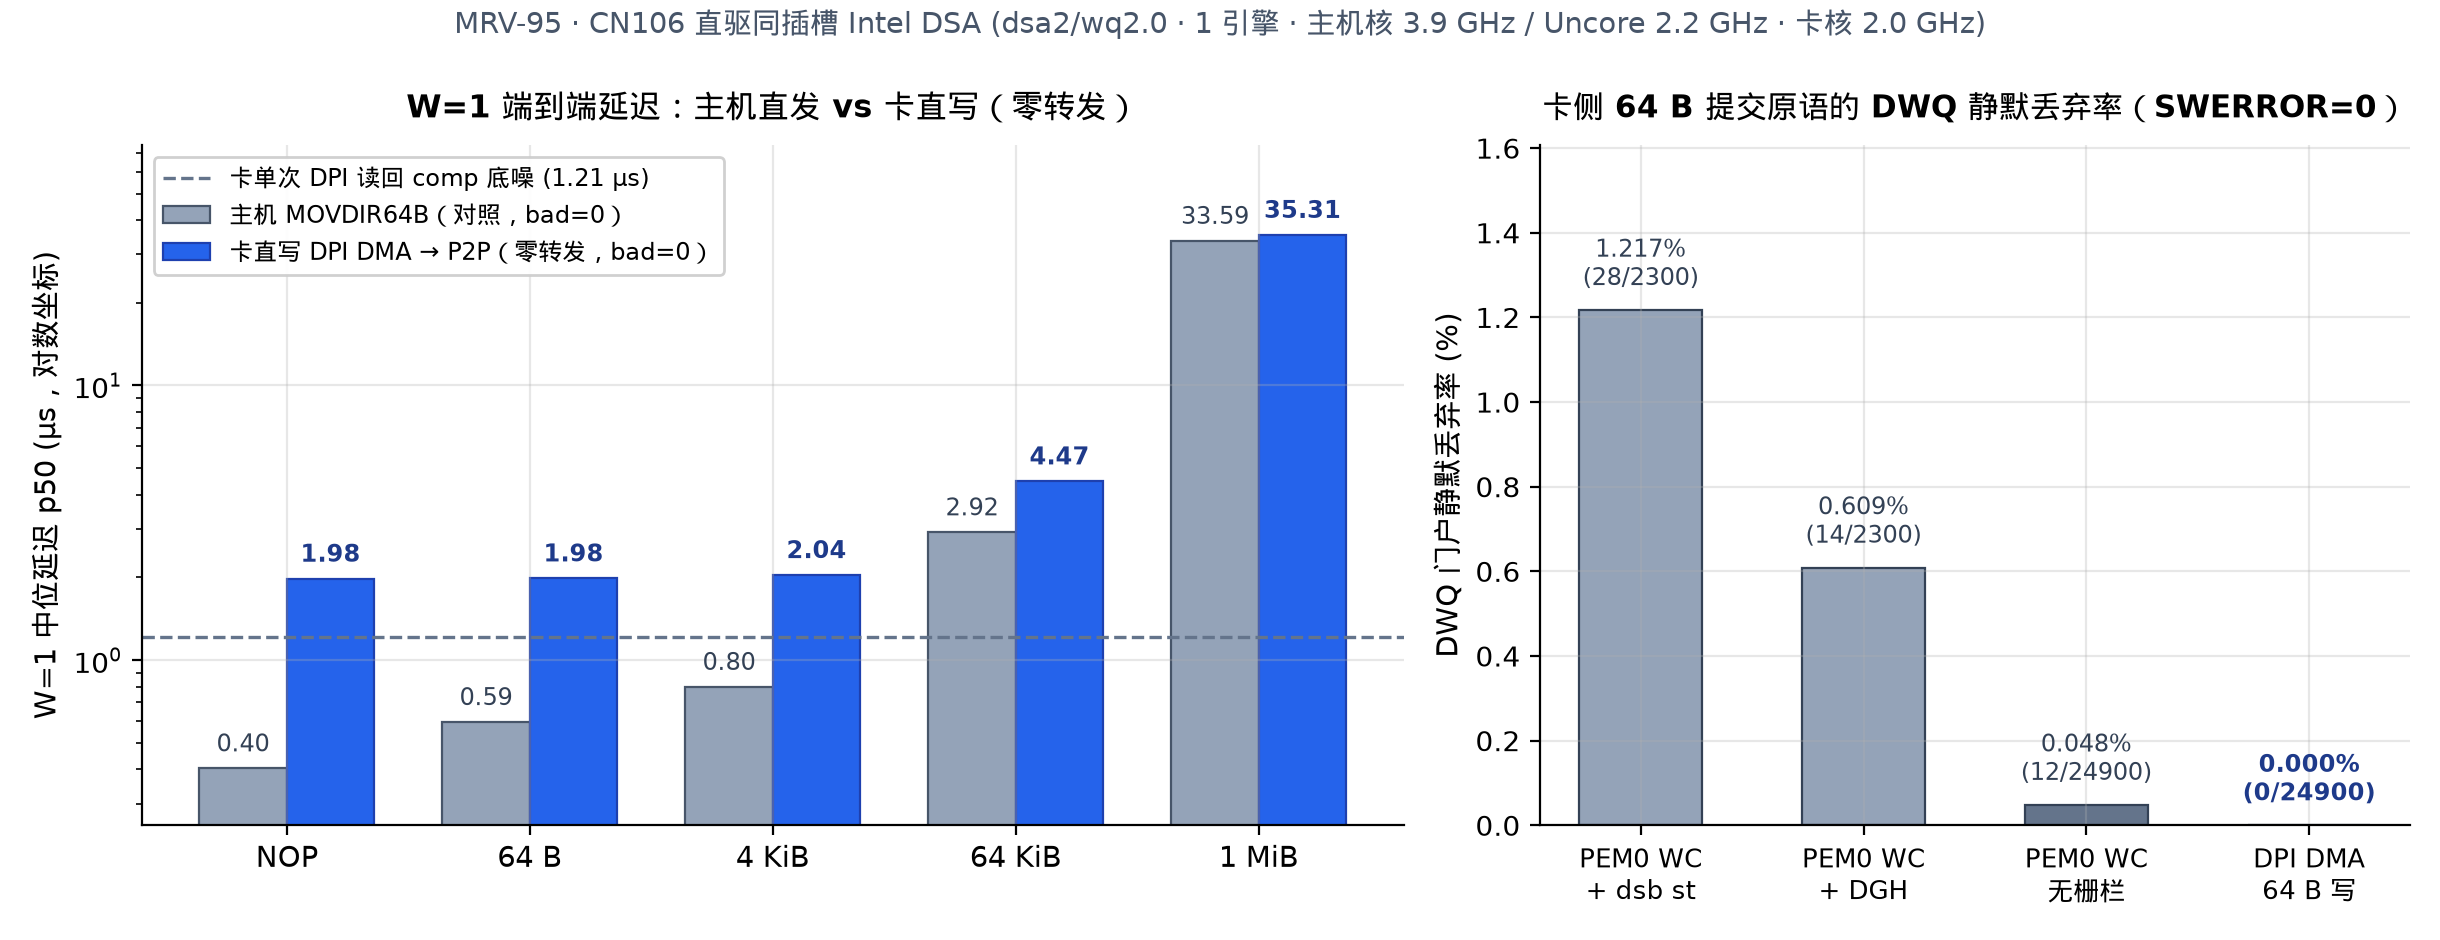 MRV-95 · CN106 直驱同插槽 Intel DSA (dsa2/wq2.0 · 1 引擎 · 主机核 3.9 GHz / Uncore 2.2 GHz · 卡核 2.0 GHz)
W=1 端到端延迟：主机直发 vs 卡直写（零转发）
W=1 中位延迟 p50 (µs，对数坐标)
10¹
10⁰
卡单次 DPI 读回 comp 底噪 (1.21 µs)
主机 MOVDIR64B（对照，bad=0）
卡直写 DPI DMA → P2P（零转发，bad=0）
0.40
1.98
0.59
1.98
0.80
2.04
2.92
4.47
33.59
35.31
NOP
64 B
4 KiB
64 KiB
1 MiB
卡侧 64 B 提交原语的 DWQ 静默丢弃率（SWERROR=0）
DWQ 门户静默丢弃率 (%)
1.6
1.4
1.2
1.0
0.8
0.6
0.4
0.2
0.0
1.217%
(28/2300)
0.609%
(14/2300)
0.048%
(12/24900)
0.000%
(0/24900)
PEM0 WC
+ dsb st
PEM0 WC
+ DGH
PEM0 WC
无栅栏
DPI DMA
64 B 写